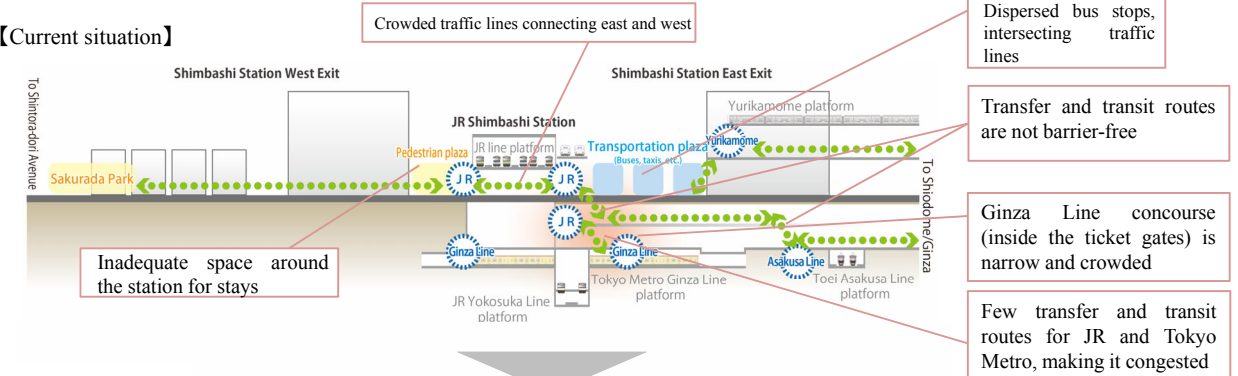 【Current situation】
Crowded traffic lines connecting east and west
Dispersed bus stops,
intersecting traffic
lines
Shimbashi Station West Exit
Shimbashi Station East Exit
To Shintoradori Avenue
Yurikamome platform
Transfer and transit routes
are not barrier-free
JR Shimbashi Station
JR line platform
Pedestrian plaza
Transportation plaza
(Buses, taxis, etc.)
Yurikamome
Sakurada Park
JR
JR
To Shiodome/Ginza
JR
Ginza Line
Ginza Line
Asakusa Line
Ginza Line concourse
(inside the ticket gates) is
narrow and crowded
Inadequate space around
the station for stays
Tokyo Metro Ginza Line
platform
Toei Asakusa Line
platform
JR Yokosuka Line
platform
Few transfer and transit
routes for JR and Tokyo
Metro, making it congested